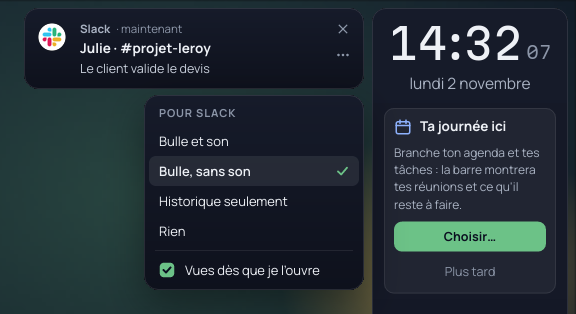 Slack · maintenant
Julie · #projet-leroy
Le client valide le devis
POUR SLACK
Bulle et son
Bulle, sans son
Historique seulement
Rien
Vues dès que je l'ouvre
14:32 07
lundi 2 novembre
Ta journée ici
Branche ton agenda et tes
tâches : la barre montrera
tes réunions et ce qu'il
reste à faire.
Choisir…
Plus tard